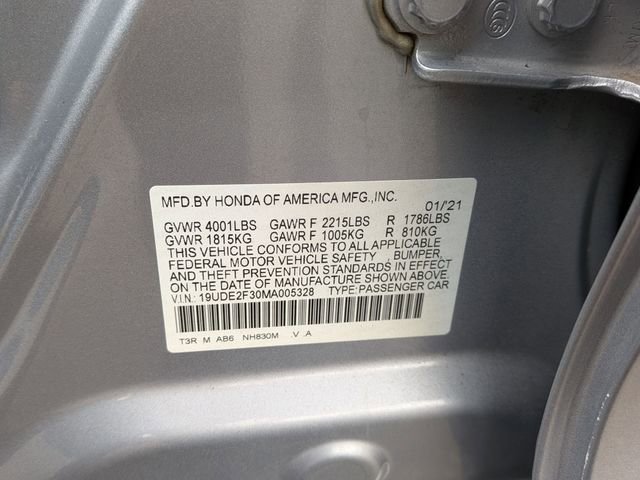 MFD.BY HONDA OF AMERICA MFG.,INC. 01/'21
GVWR 4001LBS GAWR F 2215LBS R 1786LBS
GVWR 1815KG GAWR F 1005KG R 810KG
THIS VEHICLE CONFORMS TO ALL APPLICABLE
FEDERAL MOTOR VEHICLE SAFETY , BUMPER,
AND THEFT PREVENTION STANDARDS IN EFFECT
ON THE DATE OF MANUFACTURE SHOWN ABOVE.
V.I.N.: 19UDE2F30MA005328 TYPE: PASSENGER CAR
T3R M AB6 NH830M .V .A